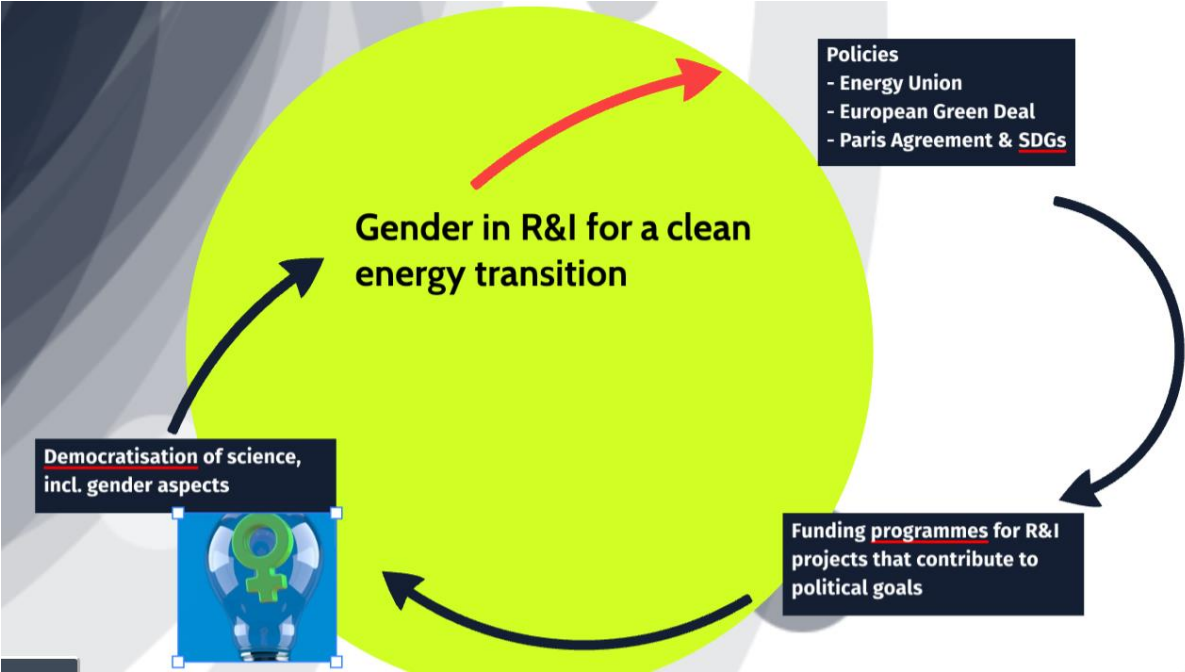 Policies
- Energy Union
- European Green Deal
- Paris Agreement & SDGs
Gender in R&I for a clean
energy transition
Democratisation of science,
incl. gender aspects
Funding programmes for R&I
projects that contribute to
political goals